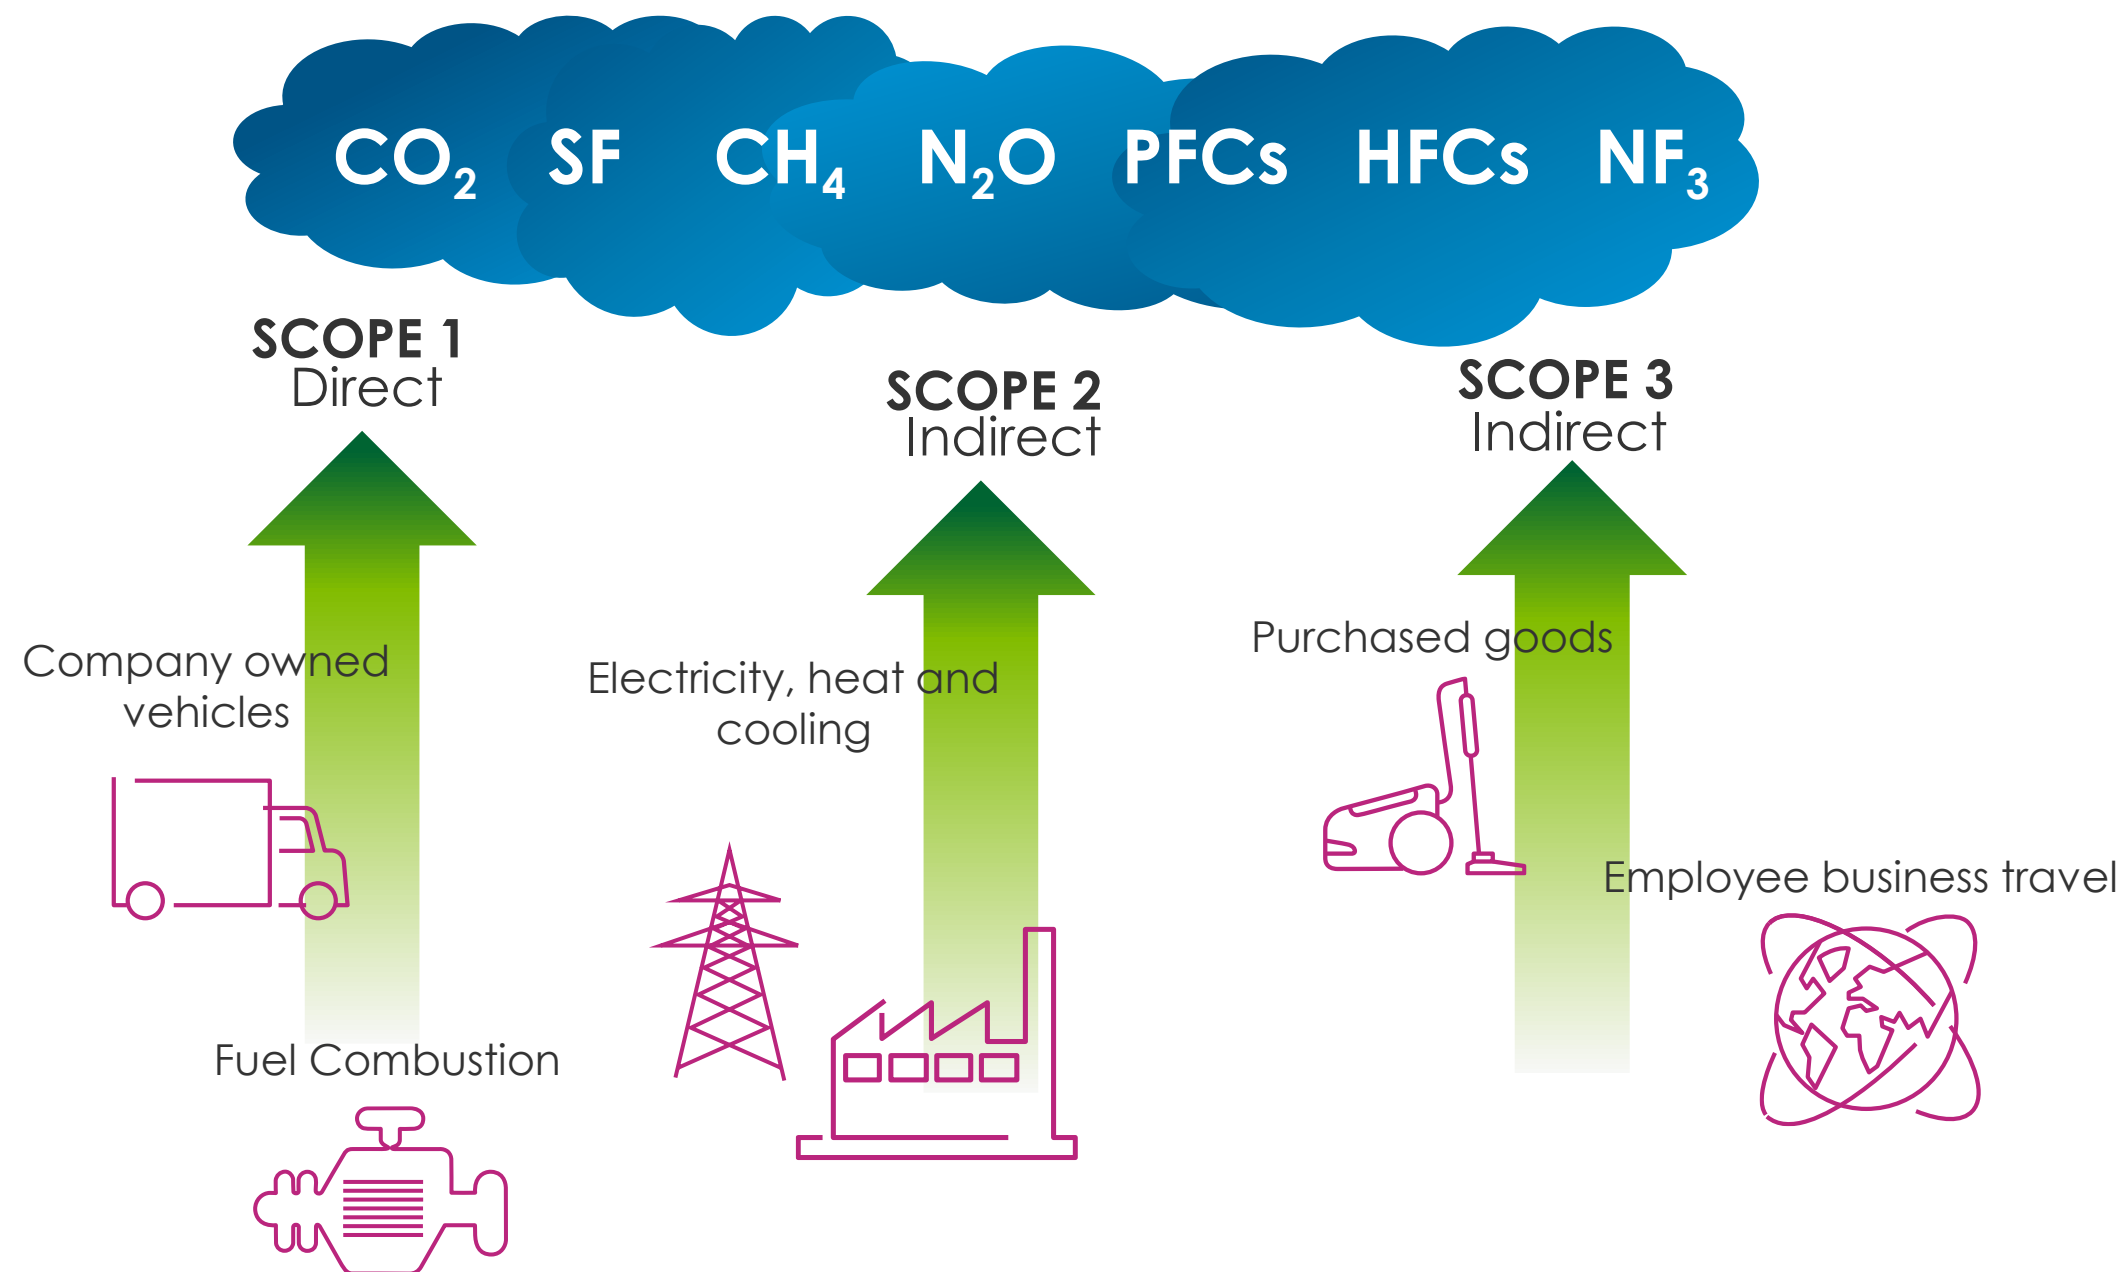 CO₂ SF CH₄ N₂O PFCs HFCs NF₃
SCOPE 1
Direct
SCOPE 2
Indirect
SCOPE 3
Indirect
Company owned
vehicles
Fuel Combustion
Electricity, heat and
cooling
Purchased goods
Employee business travel